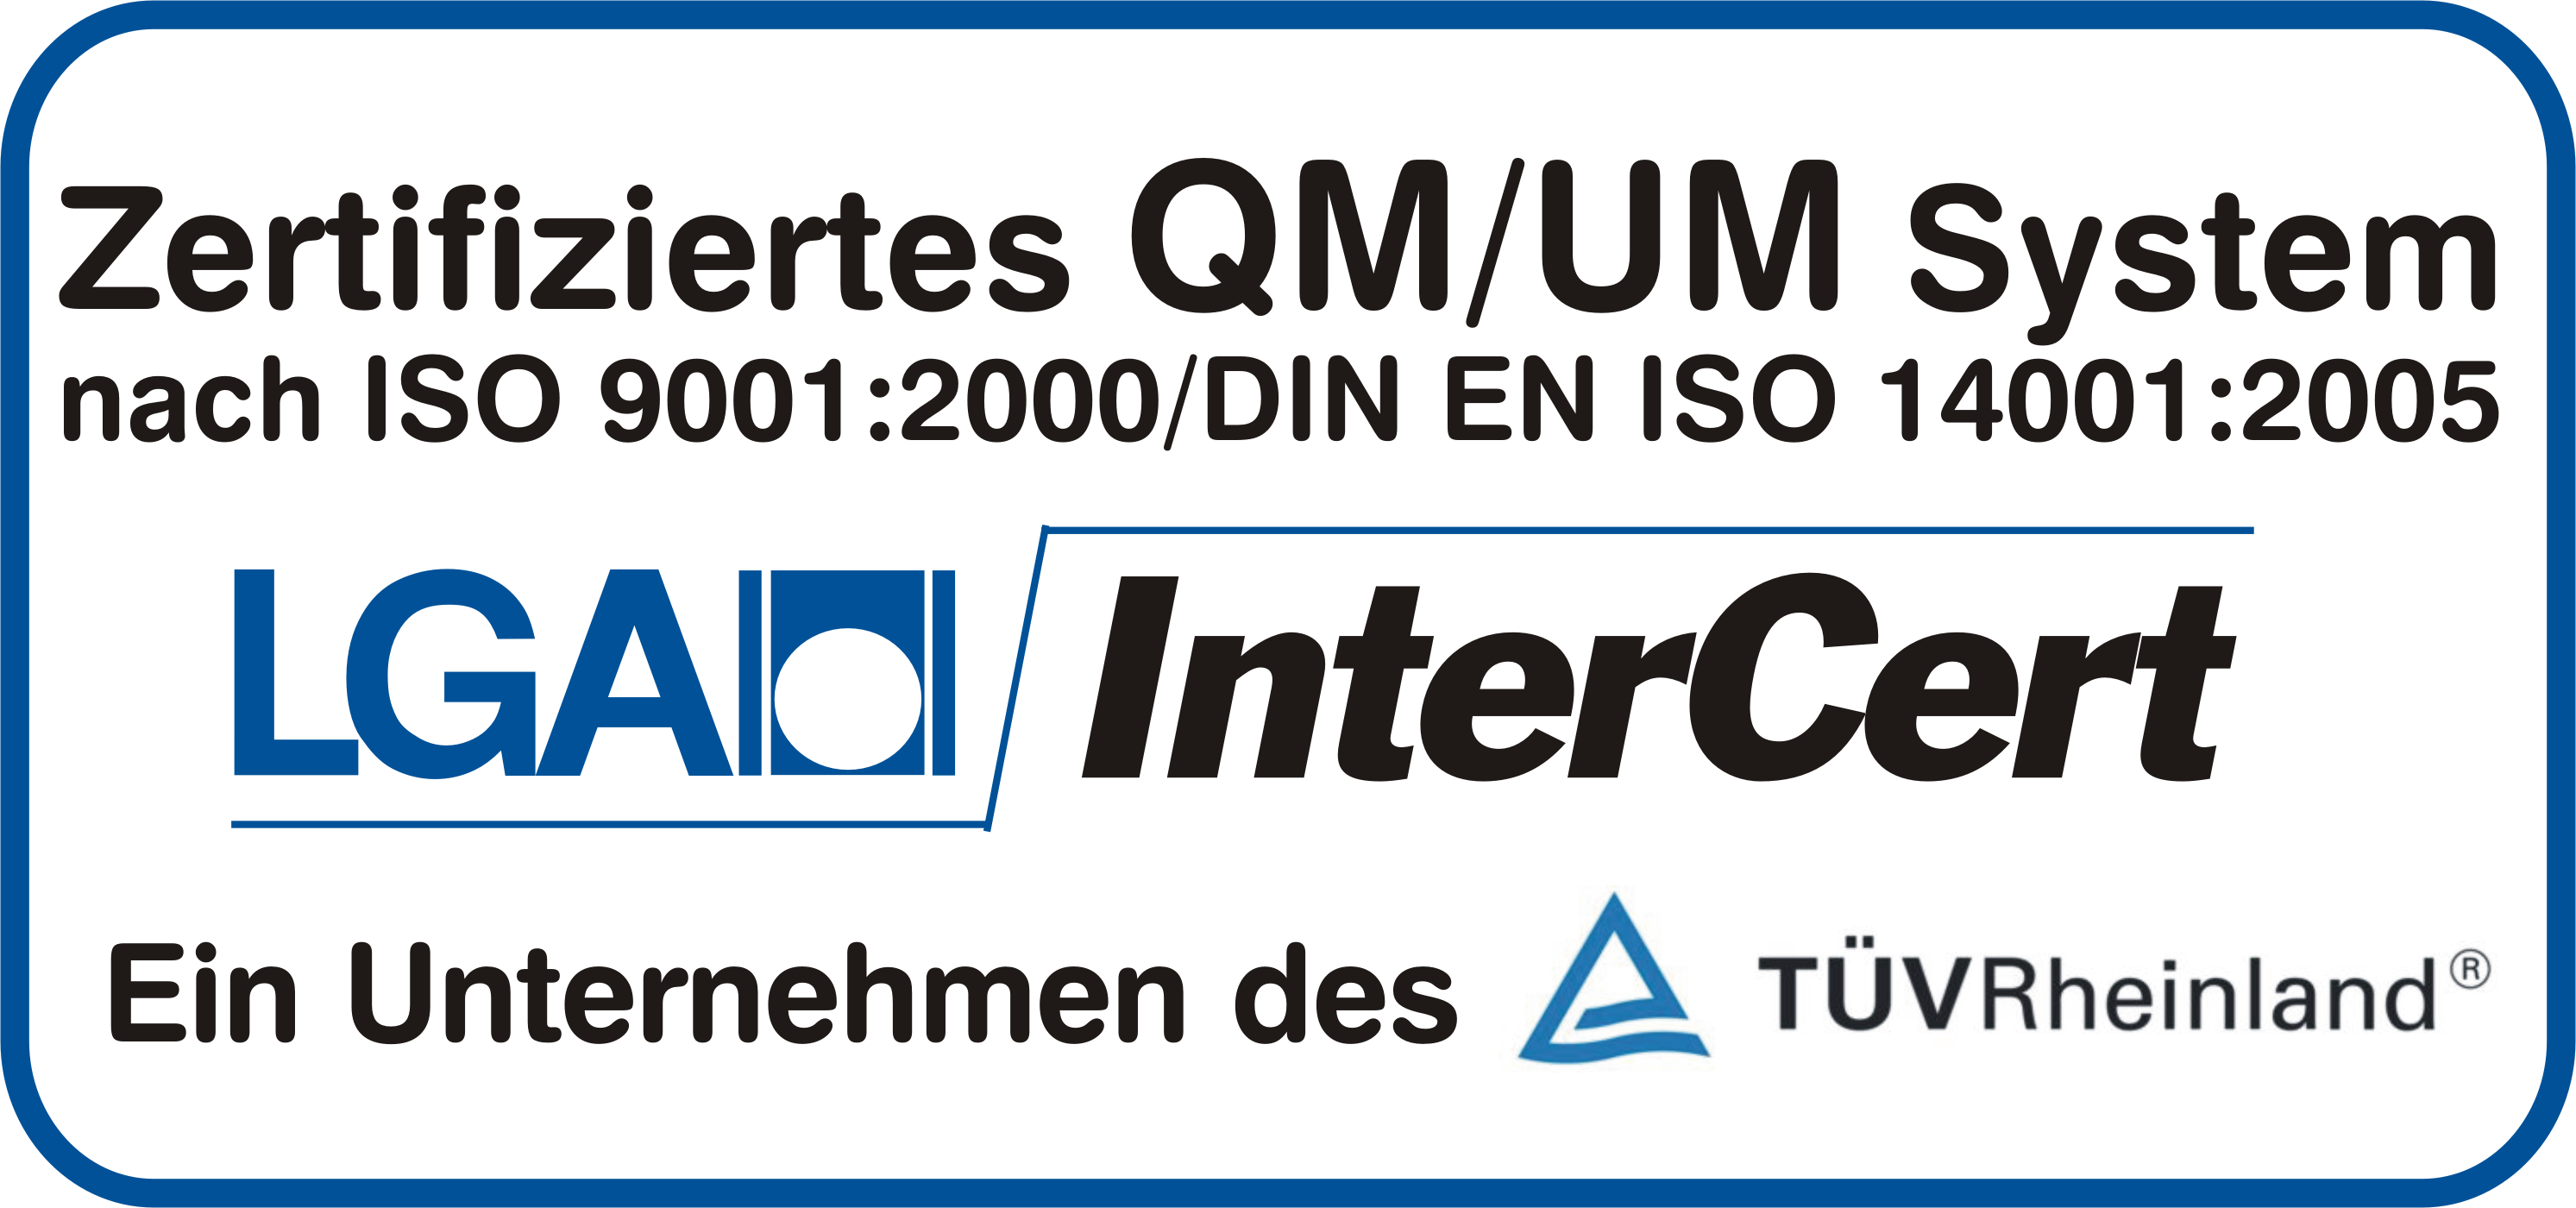 Zertifiziertes QM/UM System
nach ISO 9001:2000/DIN EN ISO 14001:2005
LGA InterCert
Ein Unternehmen des TÜVRheinland®